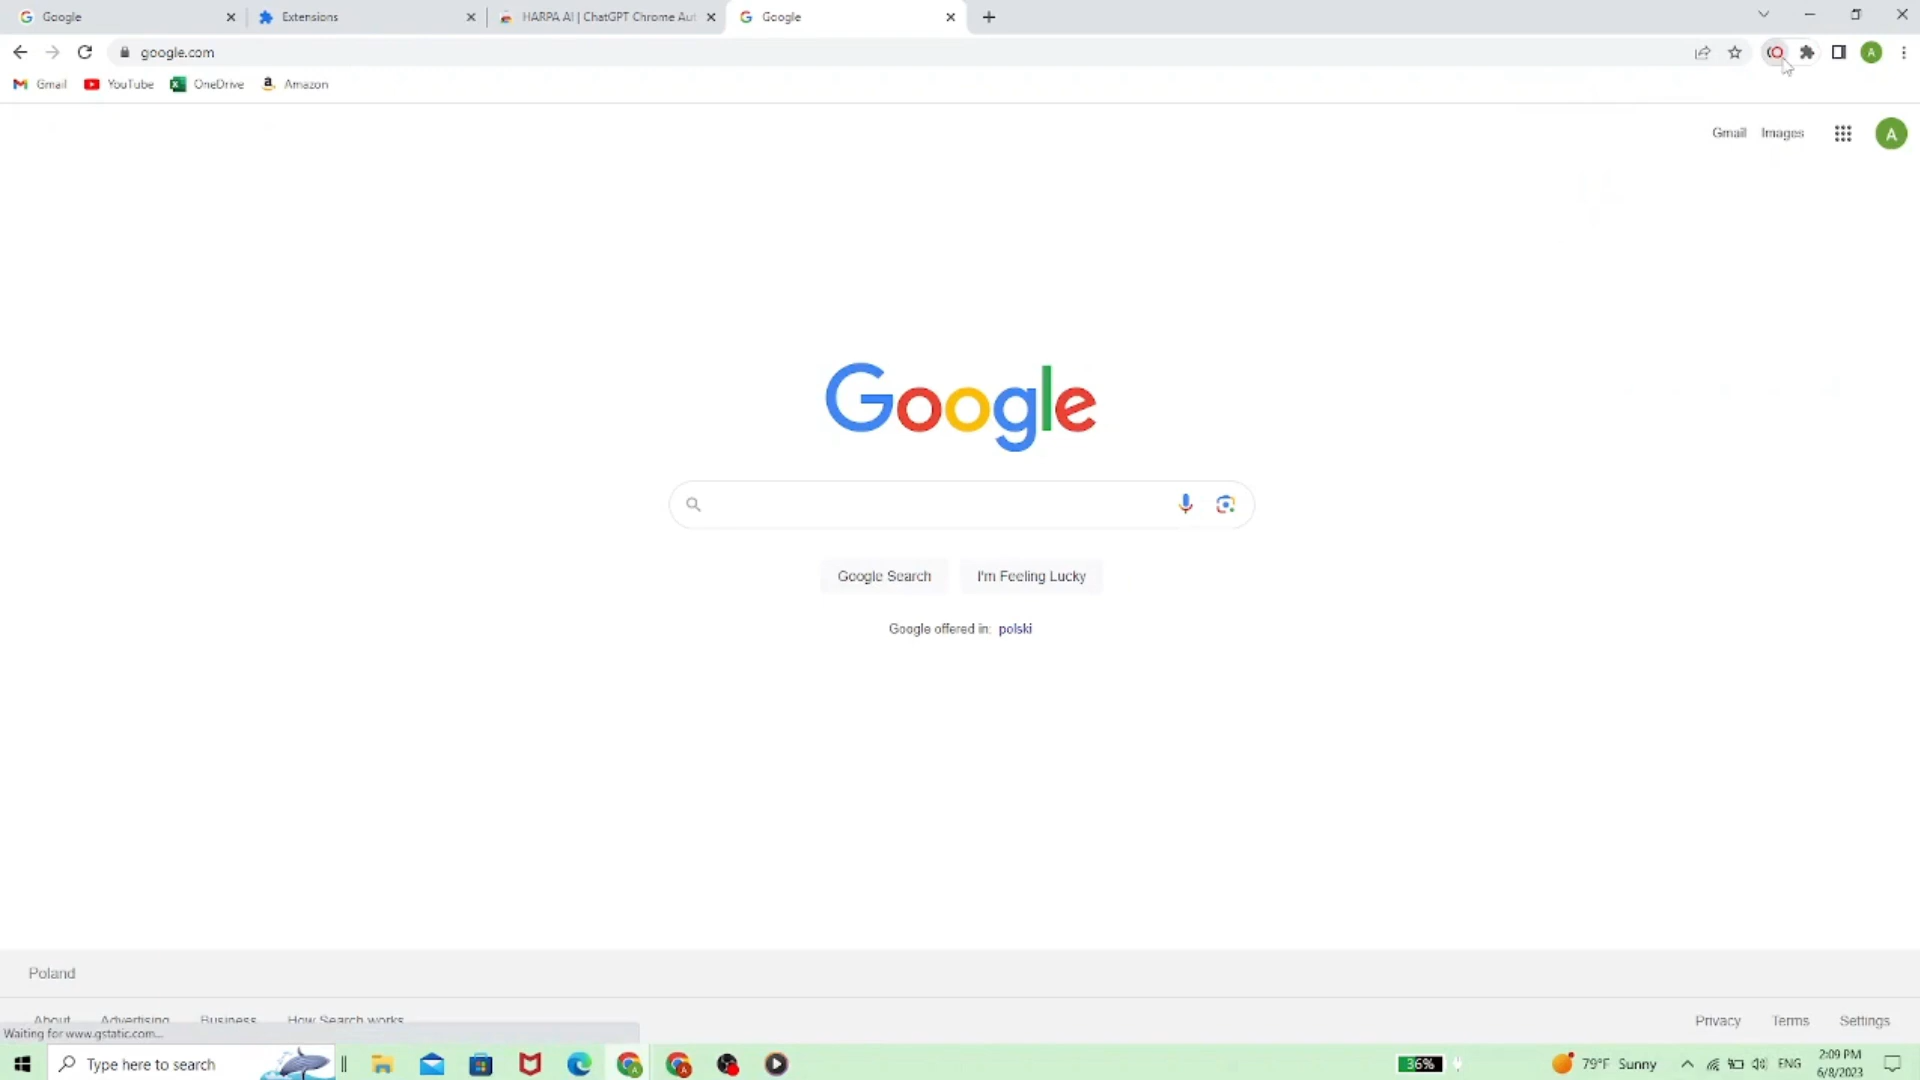 Google
Extensions
HARPA AI | ChatGPT Chrome Aut
Google
google.com
Gmail
YouTube
OneDrive
Amazon
A
Gmail
Images
A
Google
Google Search
I'm Feeling Lucky
Google offered in: polski
Poland
About
Advertising
Business
How Search works
Privacy
Terms
Settings
Waiting for www.gstatic.com...
Type here to search
36%
79°F Sunny
ENG
2:09 PM
6/8/2023